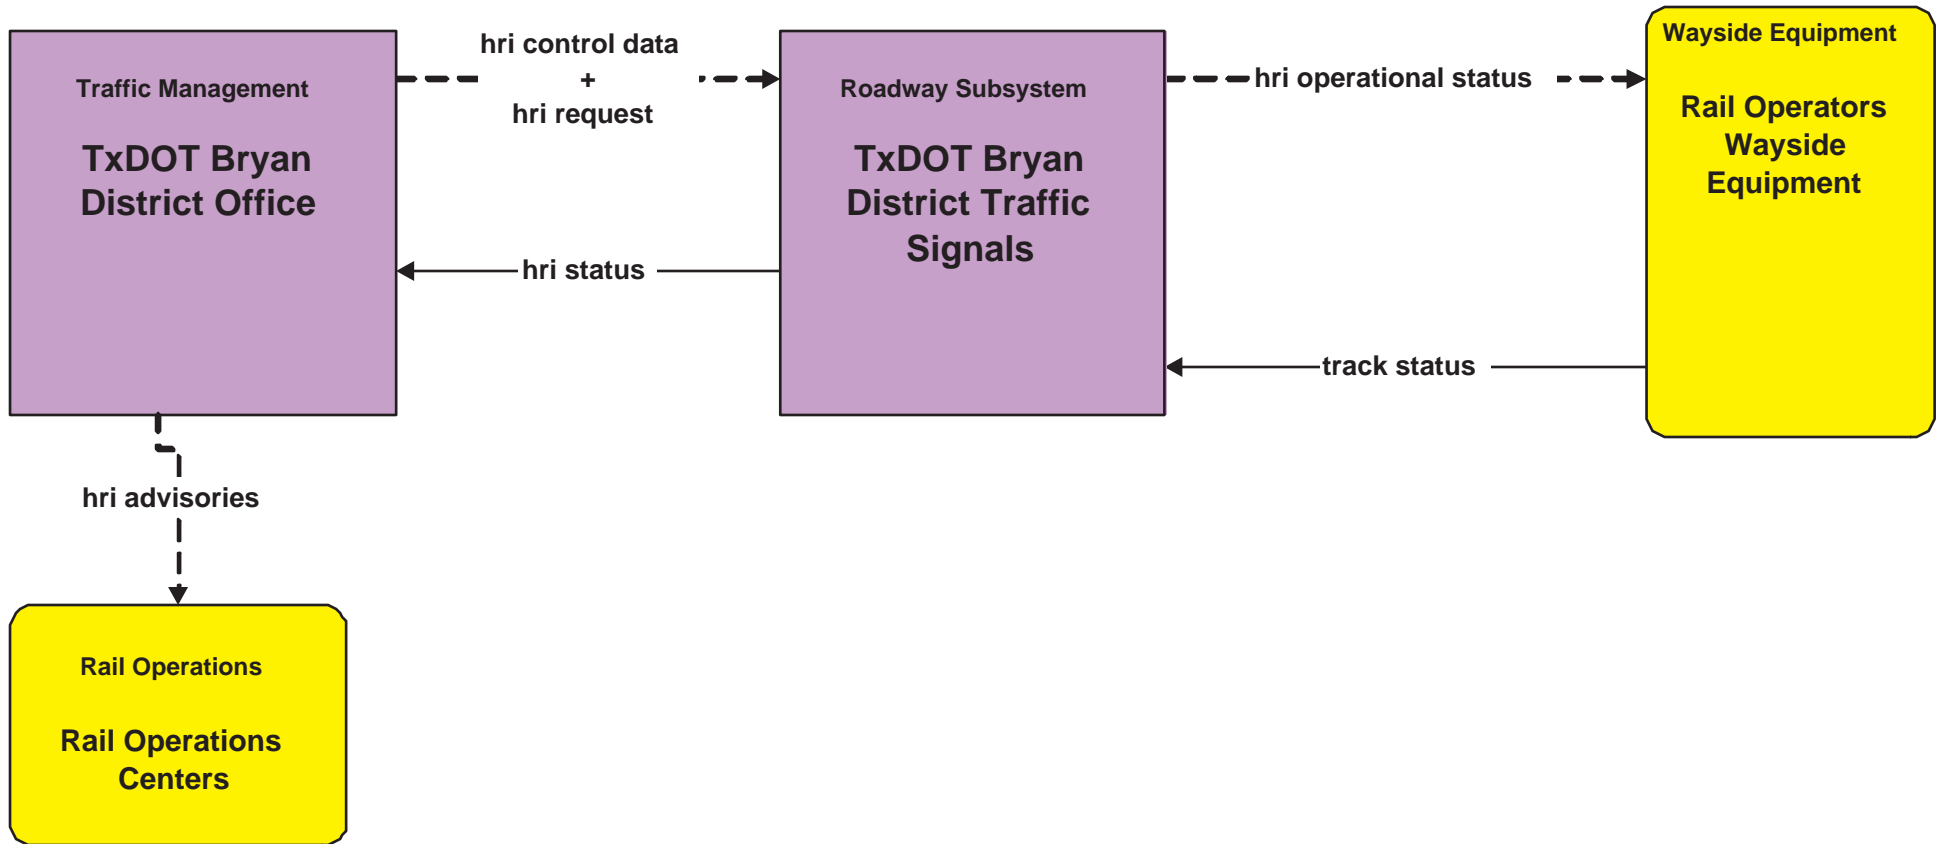 Traffic Management
TxDOT Bryan
District Office
hri control data
+
hri request
hri status
Roadway Subsystem
TxDOT Bryan
District Traffic
Signals
hri operational status
track status
Wayside Equipment
Rail Operators
Wayside
Equipment
hri advisories
Rail Operations
Rail Operations
Centers